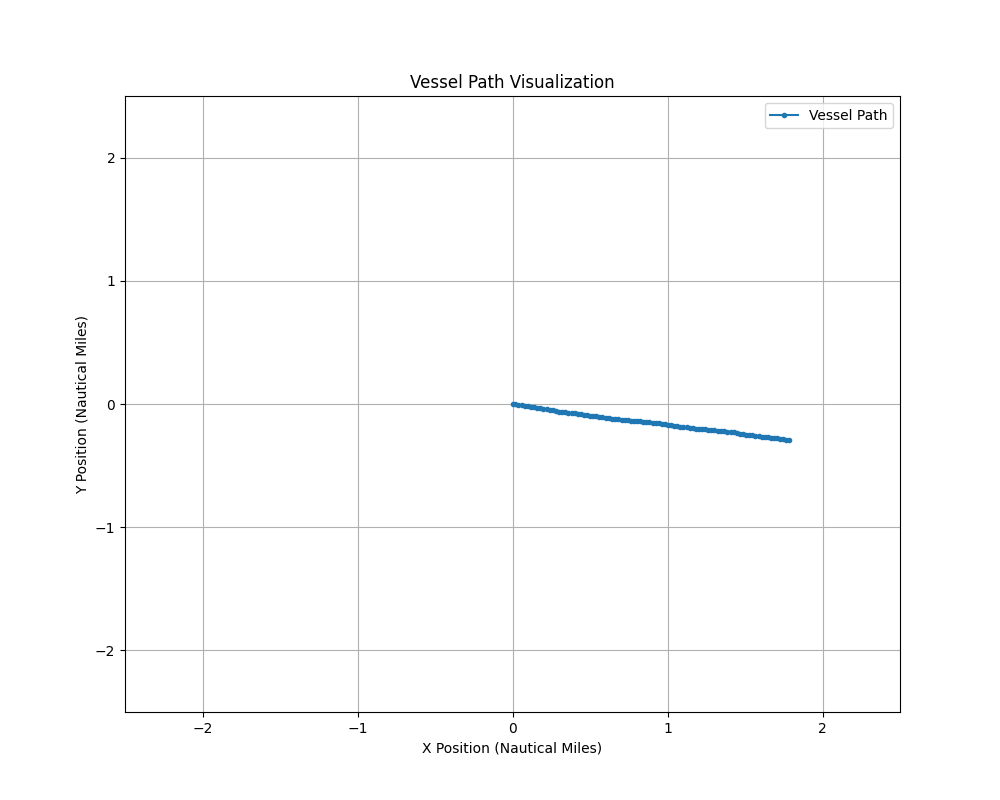 Vessel Path Visualization
Vessel Path
2
1
0
−1
−2
Y Position (Nautical Miles)
−2
−1
0
1
2
X Position (Nautical Miles)